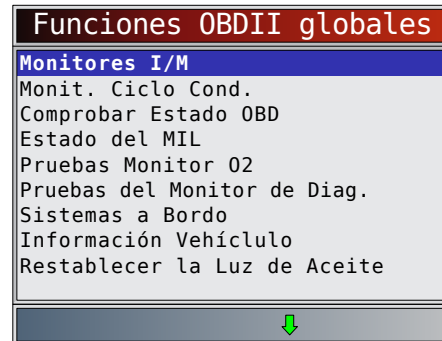 Funciones OBDII globales
Monitores I/M
Monit. Ciclo Cond.
Comprobar Estado OBD
Estado del MIL
Pruebas Monitor O2
Pruebas del Monitor de Diag.
Sistemas a Bordo
Información Vehíclulo
Restablecer la Luz de Aceite